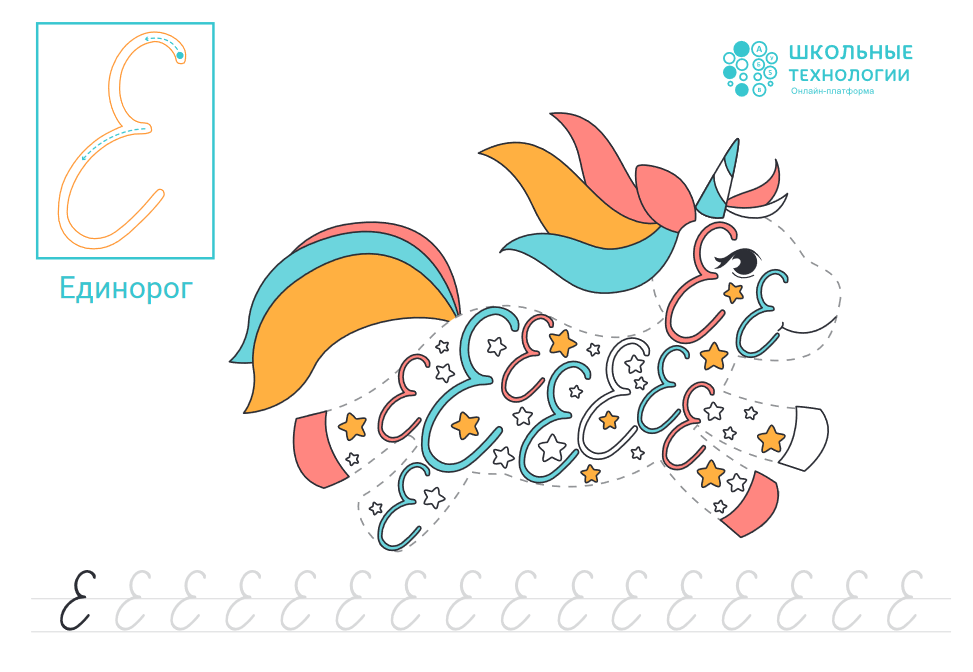 Е
ШКОЛЬНЫЕ
ТЕХНОЛОГИИ
Онлайн-платформа
Единорог
Е Е
Е Е Е Е Е Е Е
Е
Е Е Е Е Е Е Е Е Е Е Е Е Е Е Е Е